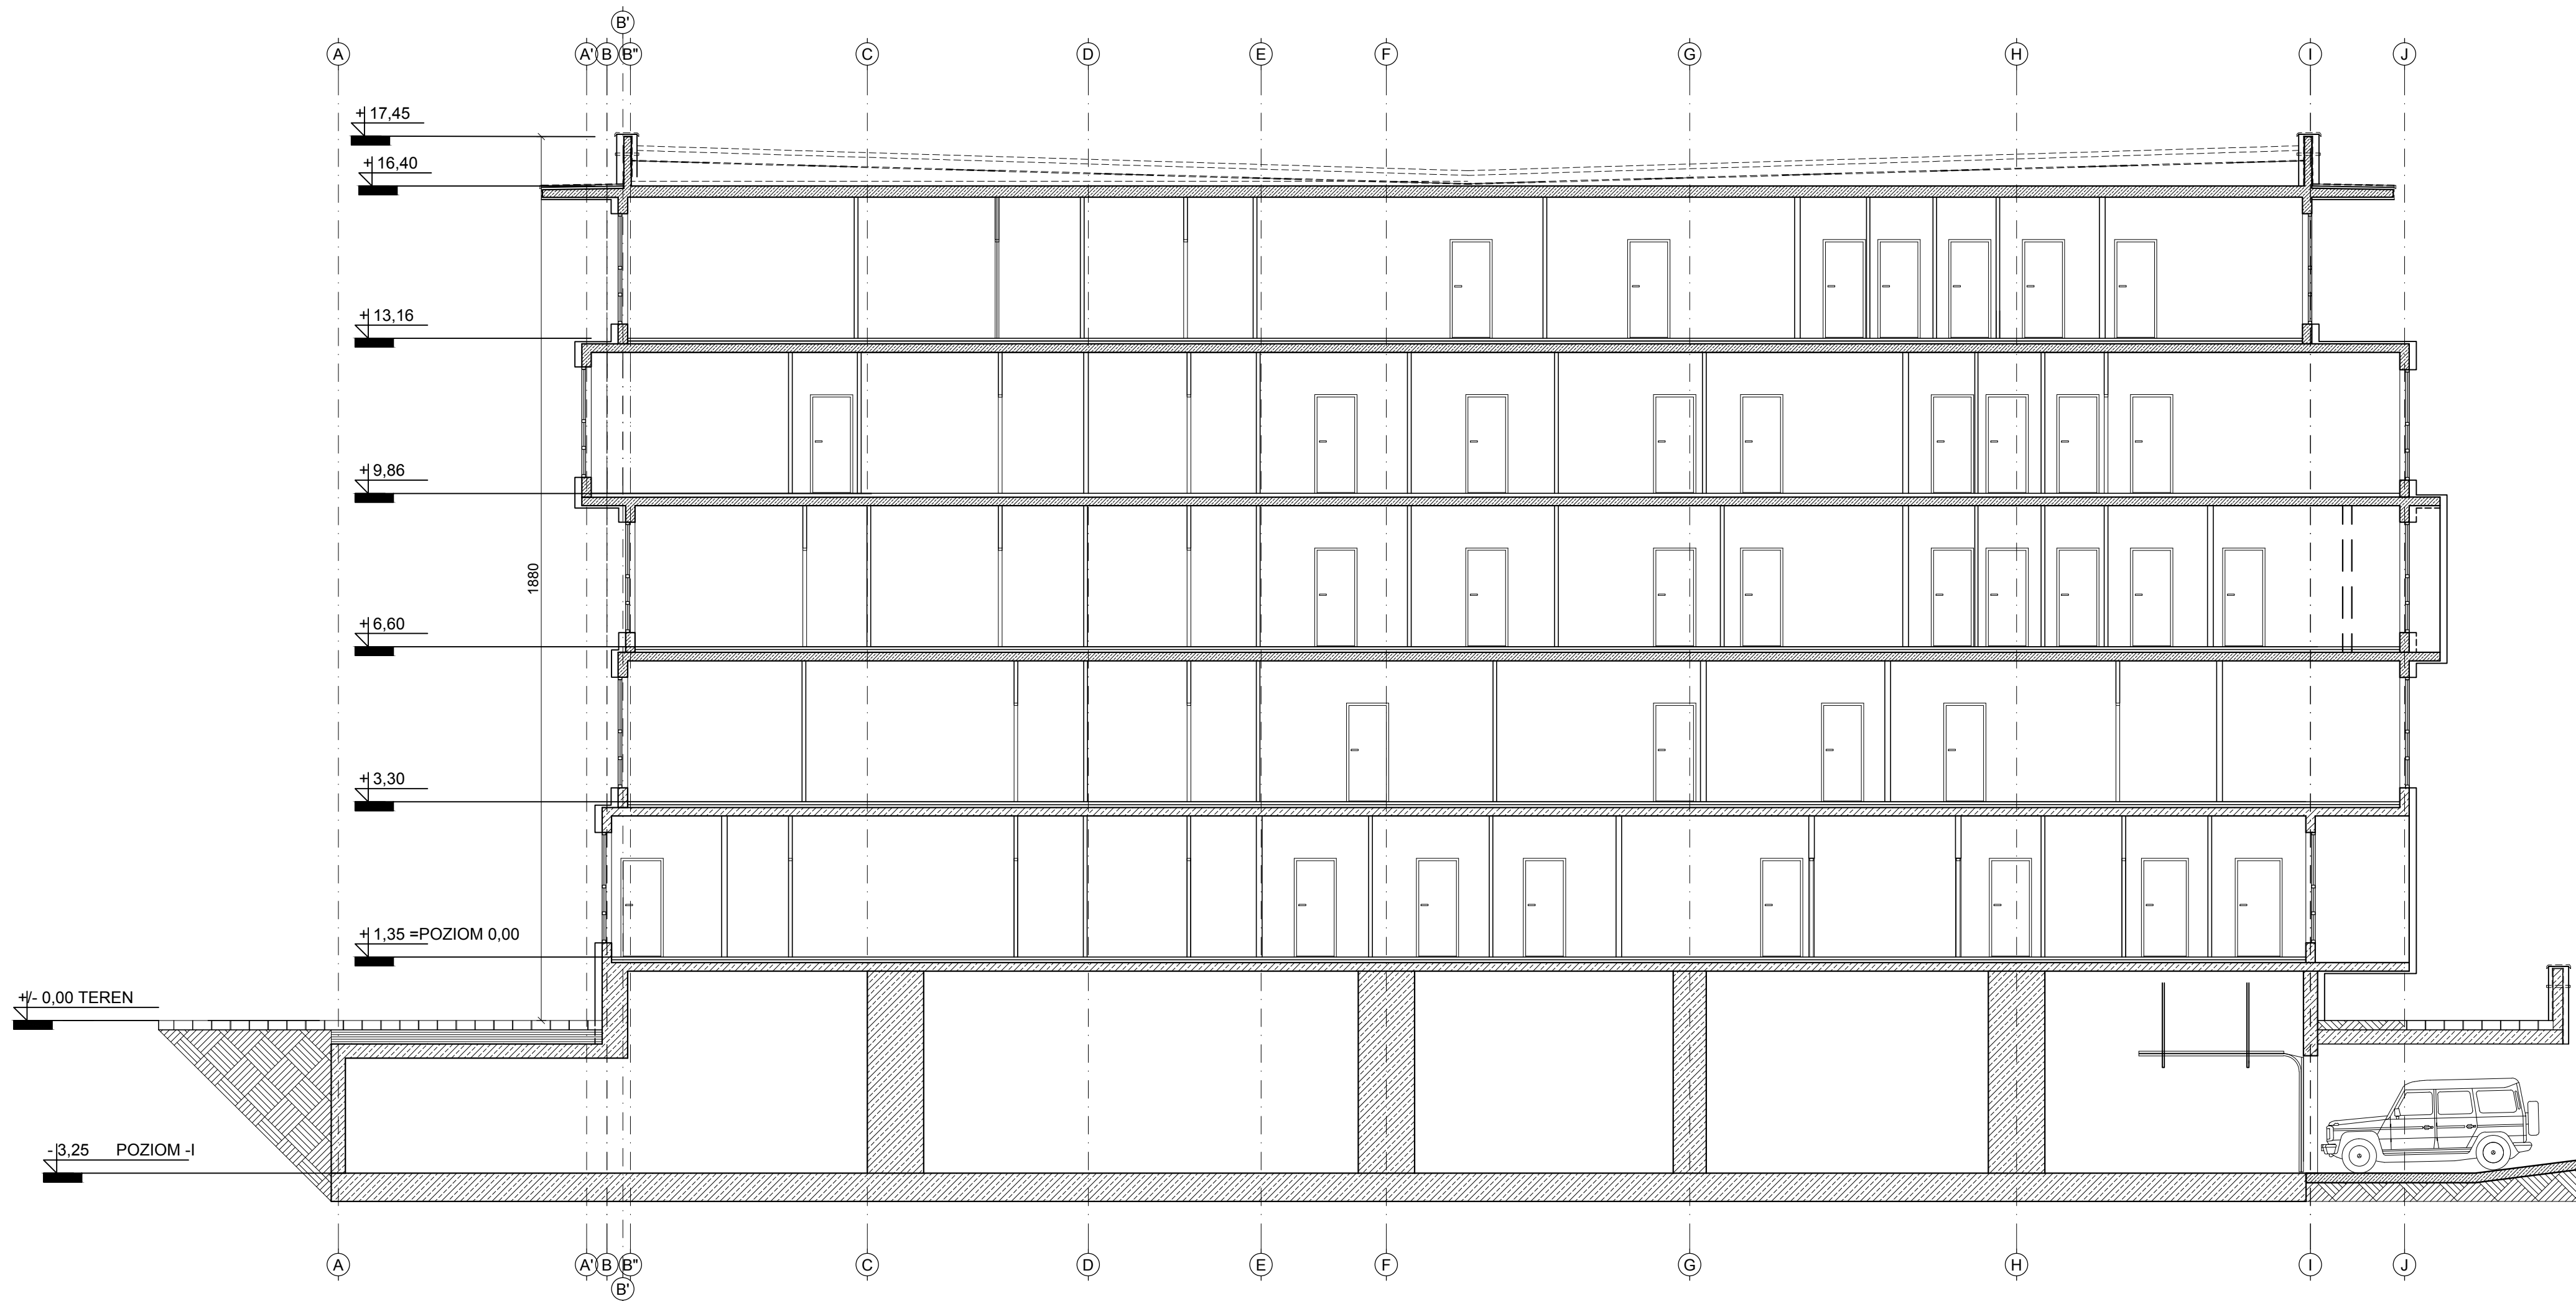 B'
A A' B B" C D E F G H I J
+ 17,45
+ 16,40
+ 13,16
+ 9,86
1880
+ 6,60
+ 3,30
+ 1,35 =POZIOM 0,00
+/- 0,00 TEREN
- 3,25 POZIOM -I
A A' B B" C D E F G H I J
B'